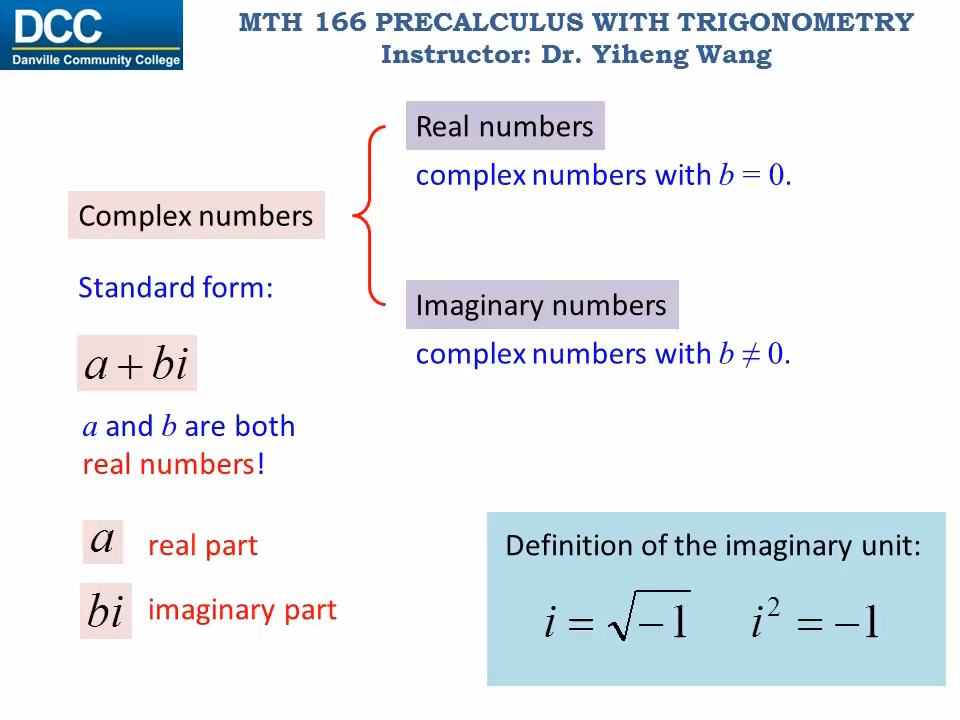 DCC
Danville Community College
MTH 166 PRECALCULUS WITH TRIGONOMETRY
Instructor: Dr. Yiheng Wang
Complex numbers
Standard form:
a + bi
a and b are both
real numbers!
a real part
bi imaginary part
Real numbers
complex numbers with b = 0.
Imaginary numbers
complex numbers with b ≠ 0.
Definition of the imaginary unit:
i = √−1 i² = −1